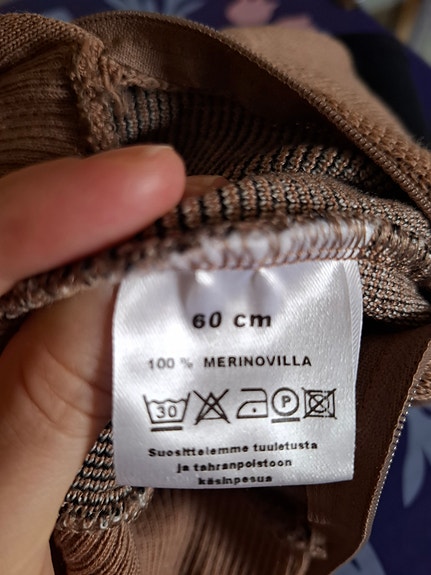 60 cm
100 % MERINOVILLA
30 P
Suosittelemme tuuletusta
ja tahranpoistoon
käsinpesua